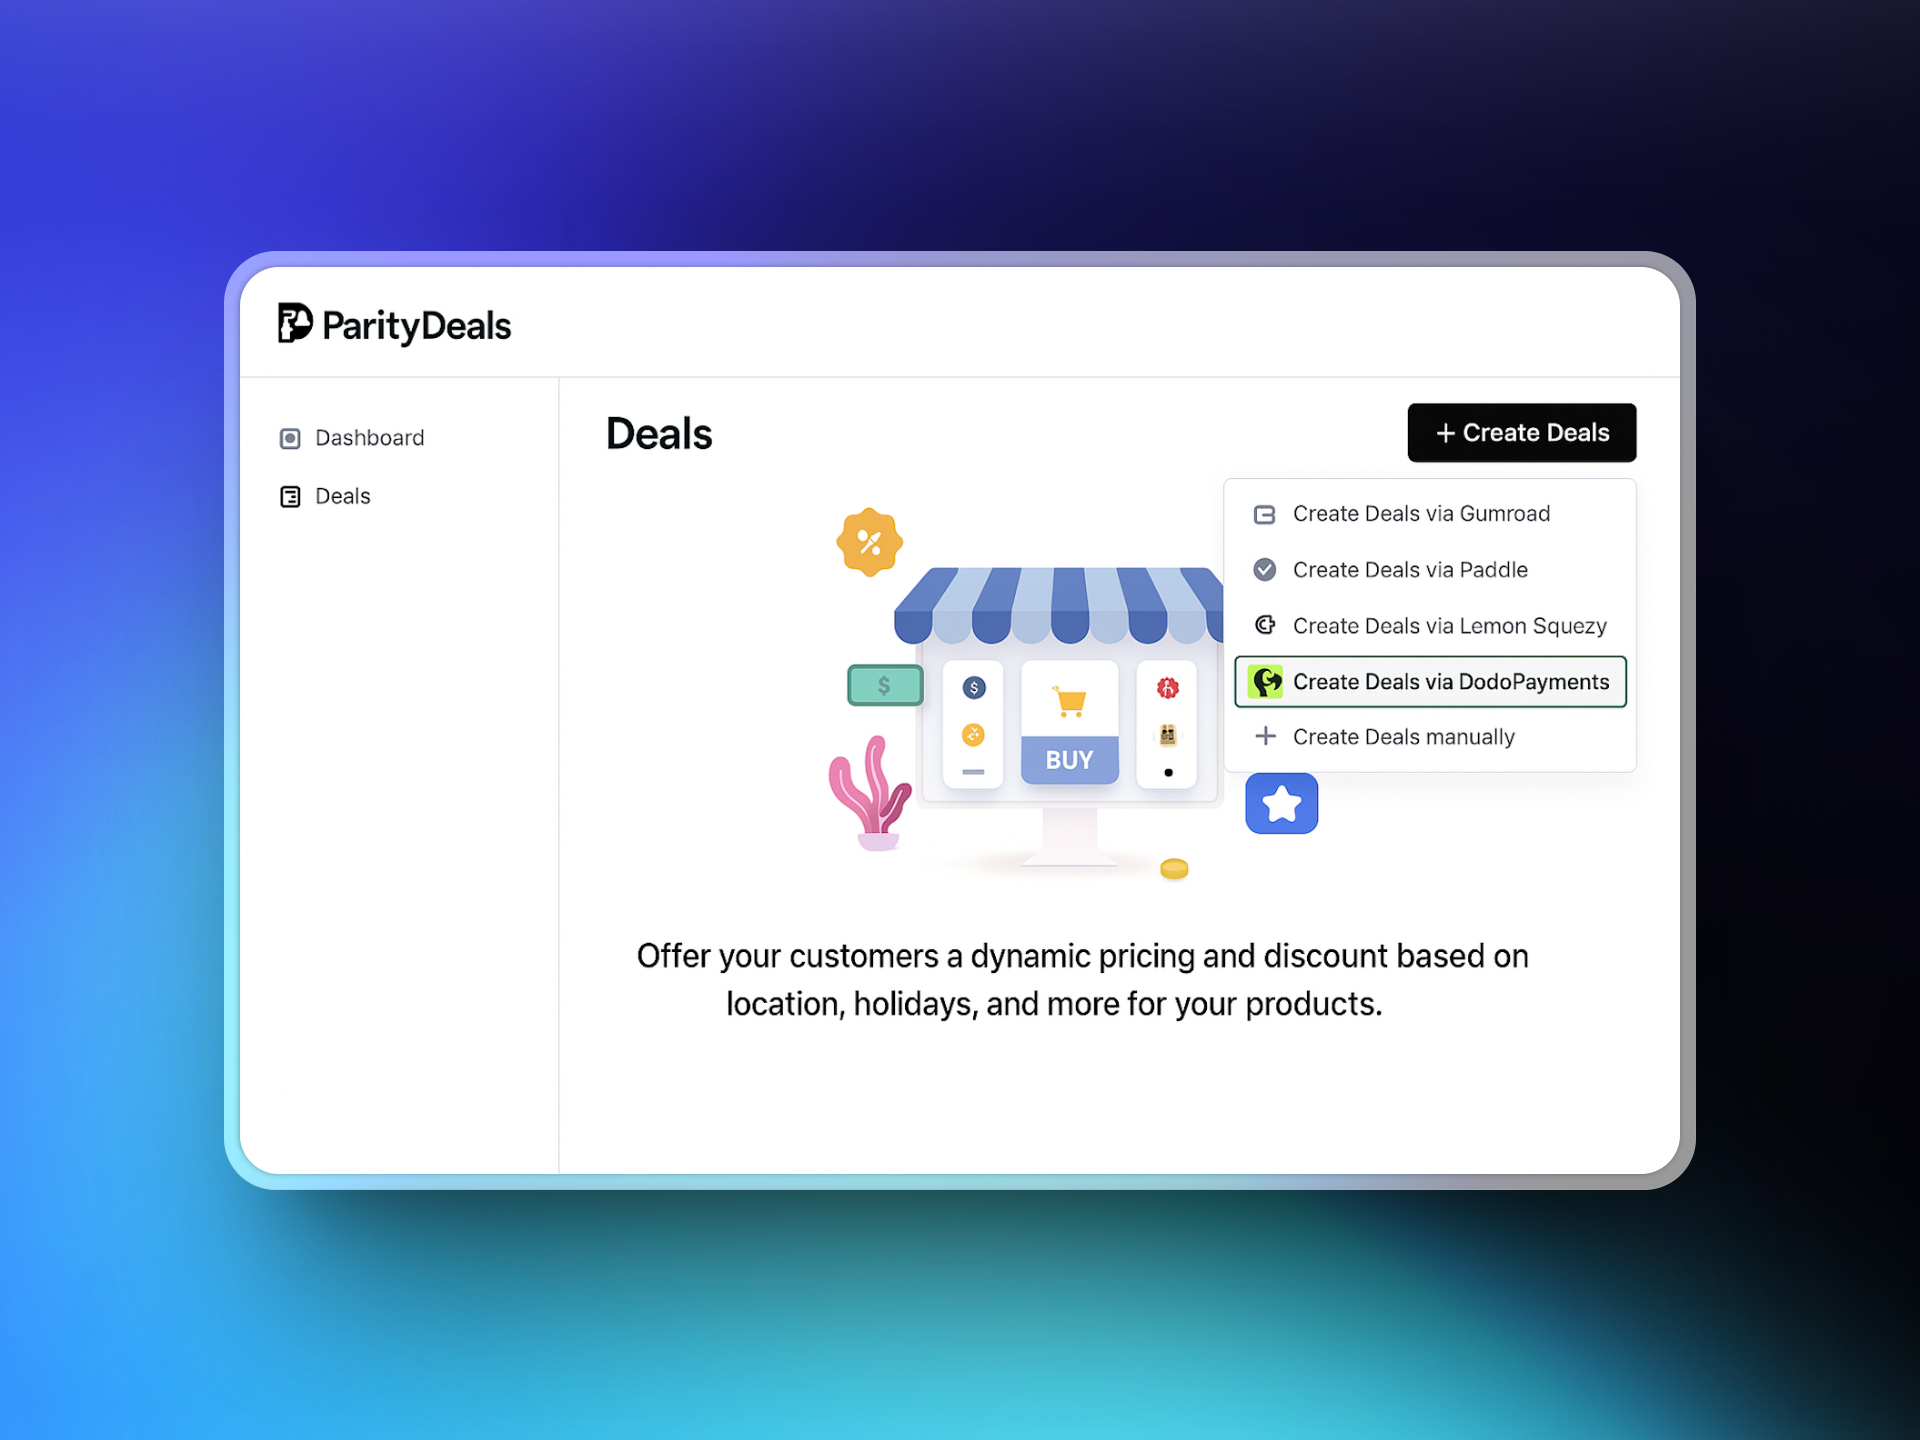 ParityDeals
Dashboard
Deals
Deals
+ Create Deals
Create Deals via Gumroad
Create Deals via Paddle
Create Deals via Lemon Squezy
Create Deals via DodoPayments
Create Deals manually
$
$
BUY
Offer your customers a dynamic pricing and discount based on
location, holidays, and more for your products.